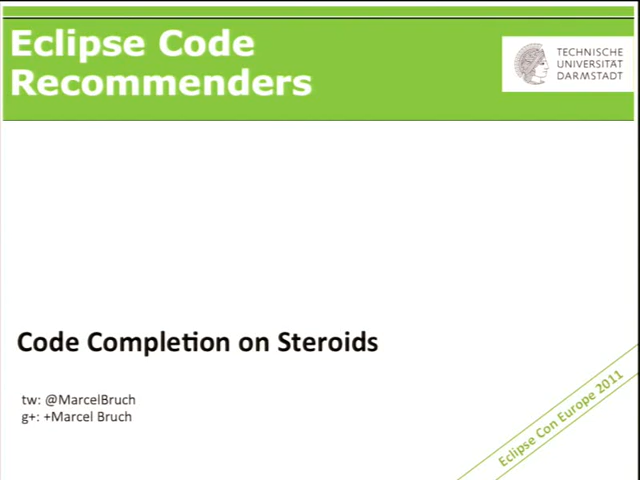 Eclipse Code
Recommenders
TECHNISCHE
UNIVERSITÄT
DARMSTADT
Code Completion on Steroids
tw: @MarcelBruch
g+: +Marcel Bruch
Eclipse Con Europe 2011